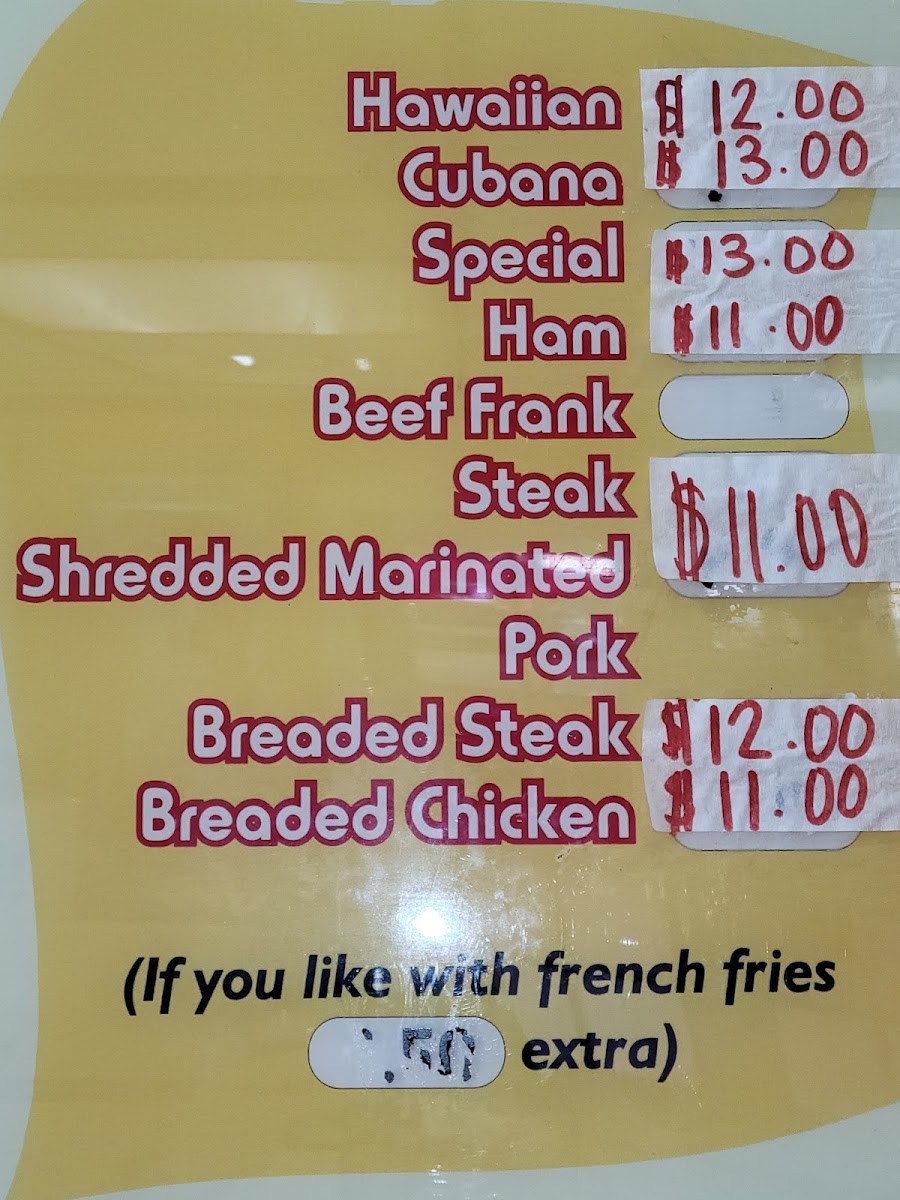 Hawaiian $12.00
Cubana $13.00
Special $13.00
Ham $11.00
Beef Frank
Steak $11.00
Shredded Marinated
Pork
Breaded Steak $12.00
Breaded Chicken $11.00
(If you like with french fries
.50 extra)